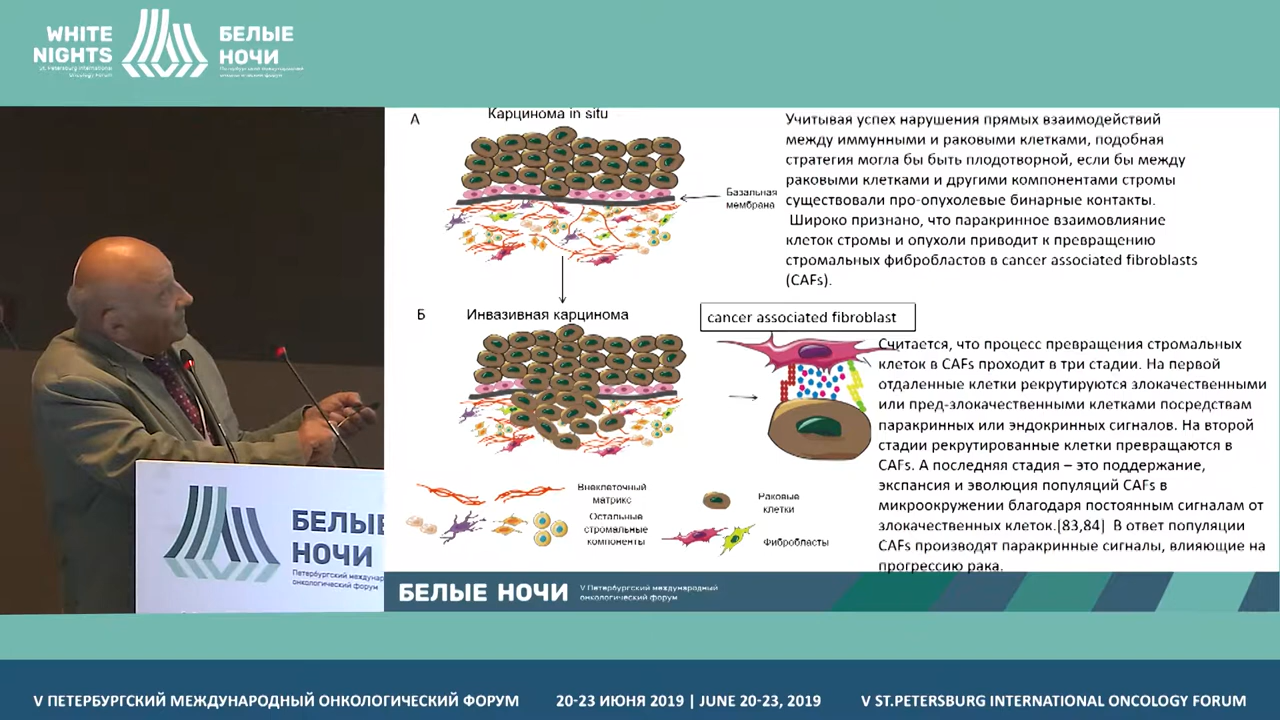 WHITE
NIGHTS
St. Petersburg International
Oncology Forum
БЕЛЫЕ
НОЧИ
Петербургский международный
онкологический форум
А
Карцинома in situ
Базальная
мембрана
Учитывая успех нарушения прямых взаимодействий
между иммунными и раковыми клетками, подобная
стратегия могла бы быть плодотворной, если бы между
раковыми клетками и другими компонентами стромы
существовали про-опухолевые бинарные контакты.
Широко признано, что паракринное взаимовлияние
клеток стромы и опухоли приводит к превращению
стромальных фибробластов в cancer associated fibroblasts
(CAFs).
Б
Инвазивная карцинома
cancer associated fibroblast
Считается, что процесс превращения стромальных
клеток в CAFs проходит в три стадии. На первой
отдаленные клетки рекрутируются злокачественными
или пред-злокачественными клетками посредствам
паракринных или эндокринных сигналов. На второй
стадии рекрутированные клетки превращаются в
CAFs. А последняя стадия – это поддержание,
экспансия и эволюция популяций CAFs в
микроокружении благодаря постоянным сигналам от
злокачественных клеток.[83,84] В ответ популяции
CAFs производят паракринные сигналы, влияющие на
прогрессию рака.
Внеклеточный
матрикс
Раковые
клетки
Остальные
стромальные
компоненты
Фибробласты
БЕЛЫЕ
НОЧИ
Петербургский междунар
онкологический форум
БЕЛЫЕ НОЧИ
V Петербургский международный
онкологический форум
V ПЕТЕРБУРГСКИЙ МЕЖДУНАРОДНЫЙ ОНКОЛОГИЧЕСКИЙ ФОРУМ
20-23 ИЮНЯ 2019 | JUNE 20-23, 2019
V ST.PETERSBURG INTERNATIONAL ONCOLOGY FORUM